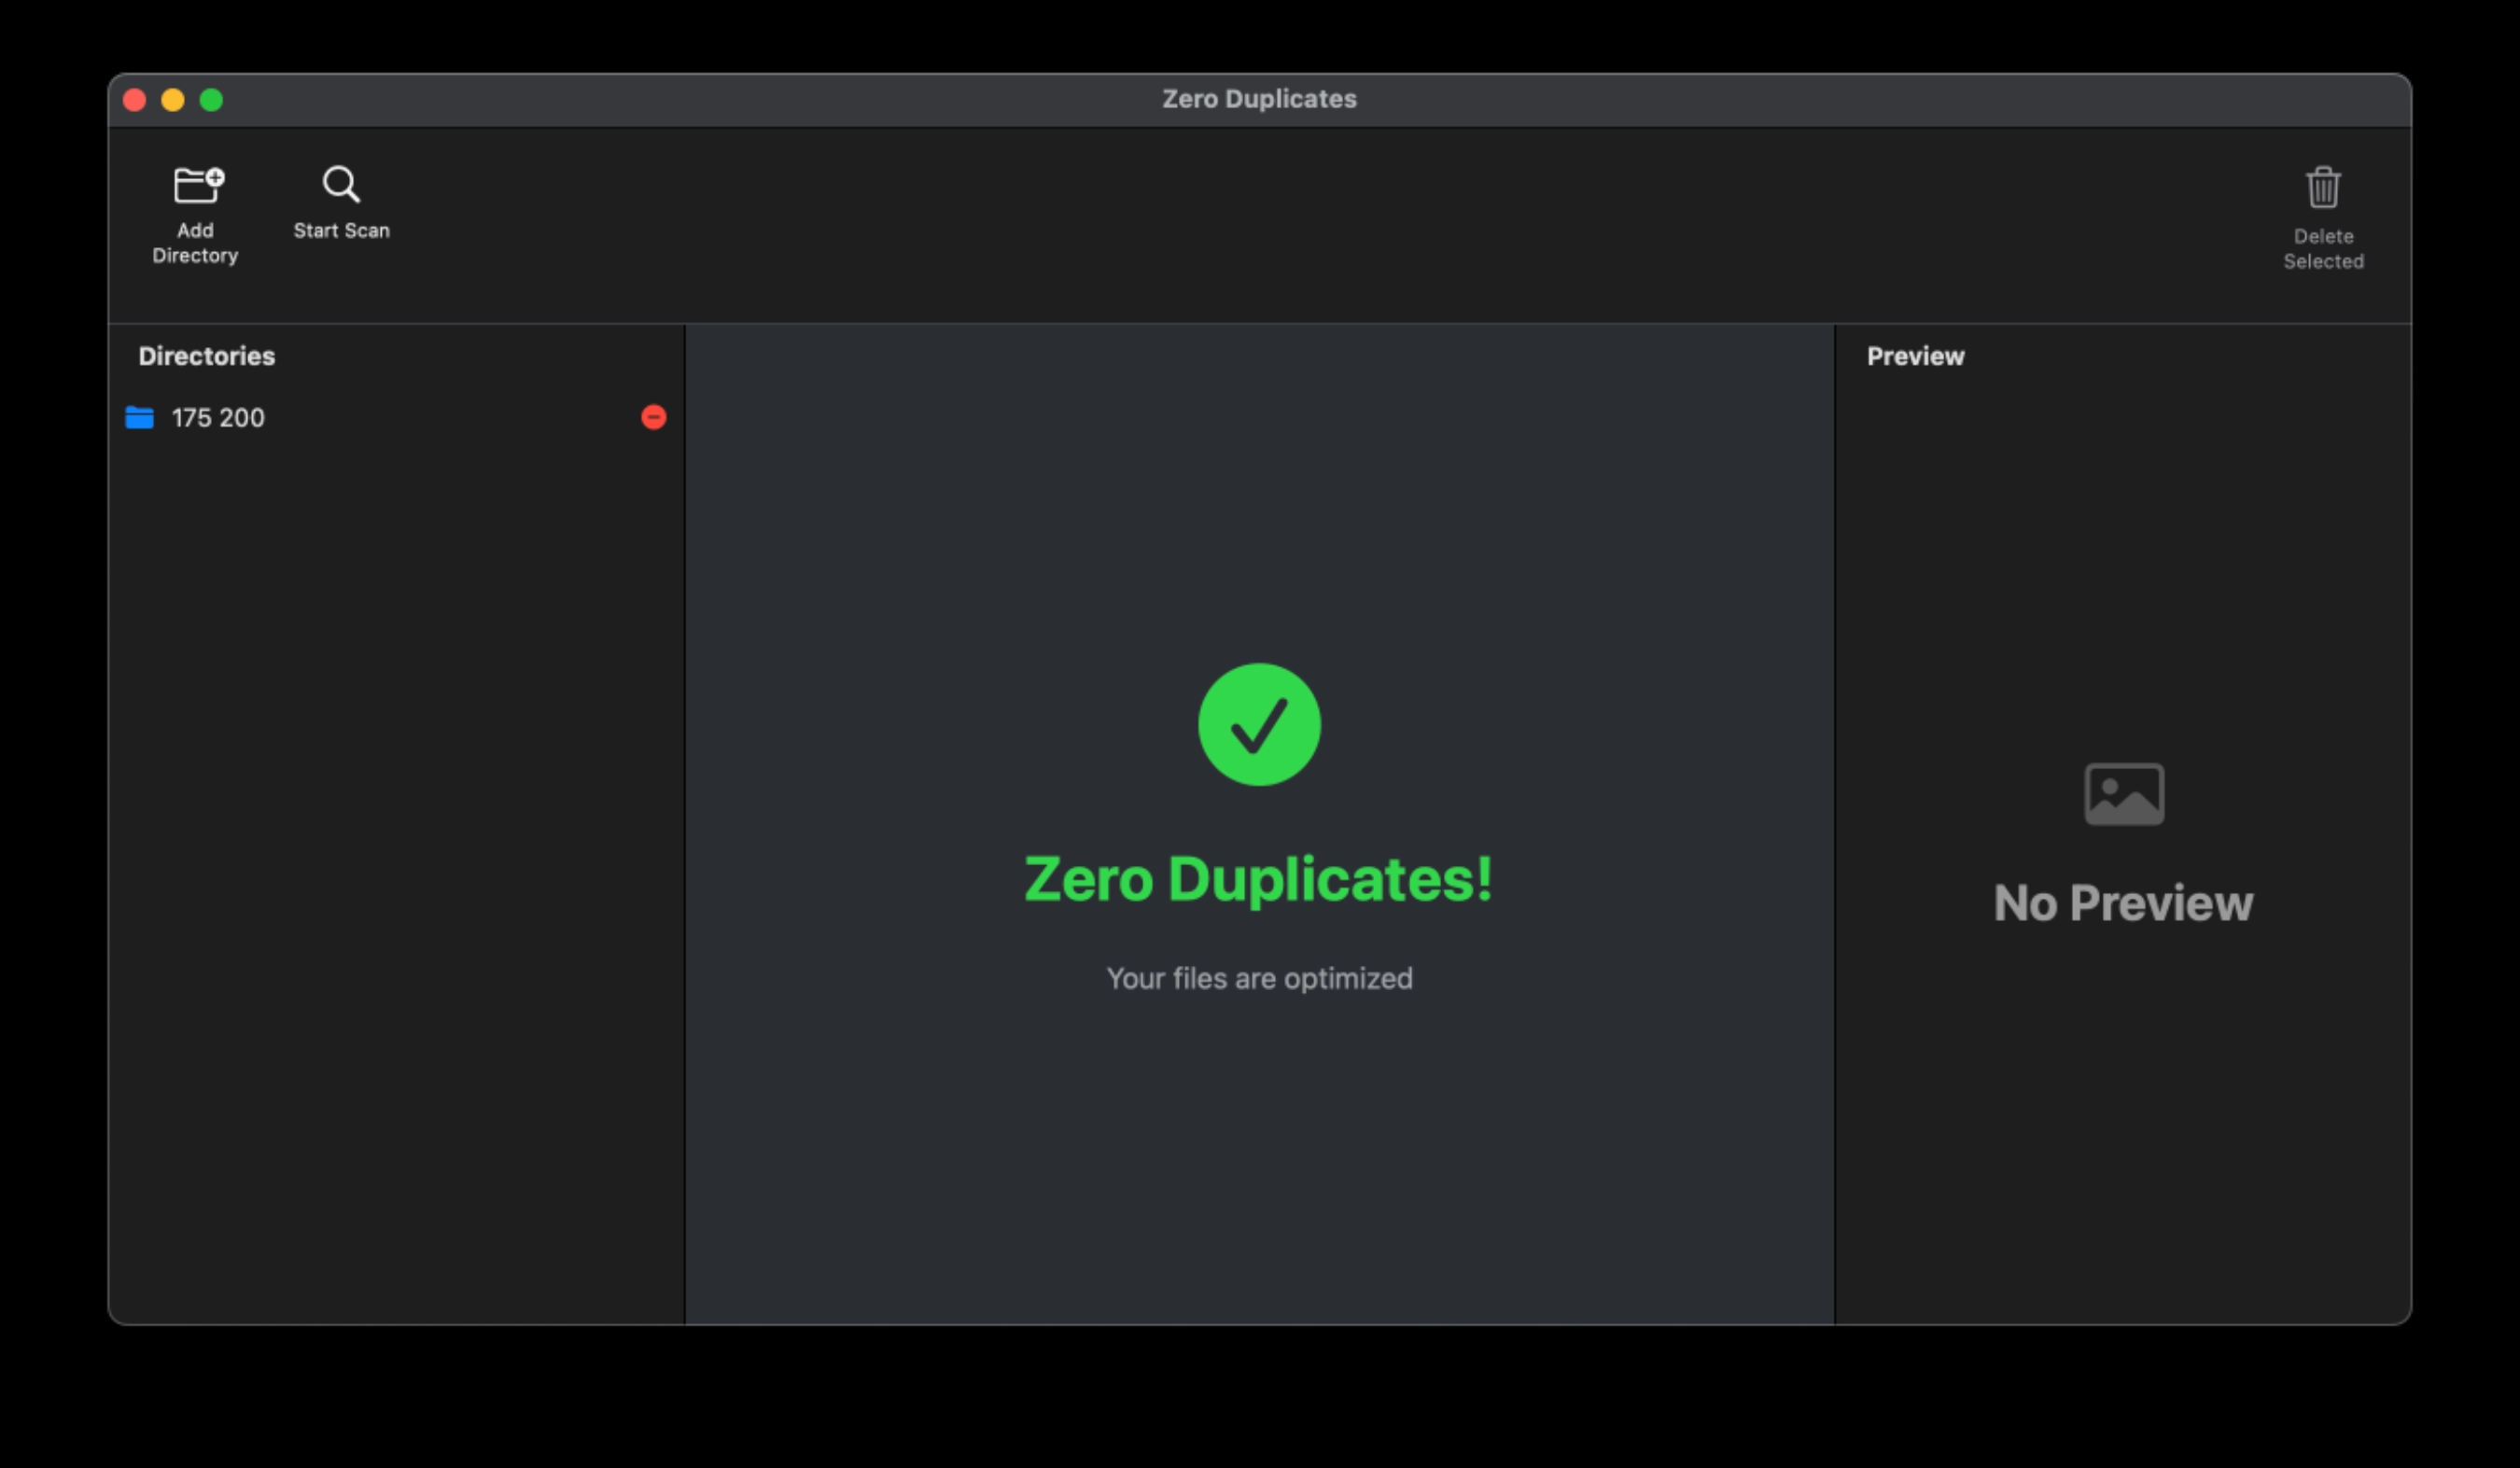 Zero Duplicates
Add
Directory
Start Scan
Delete
Selected
Directories
175 200
Zero Duplicates!
Your files are optimized
Preview
No Preview